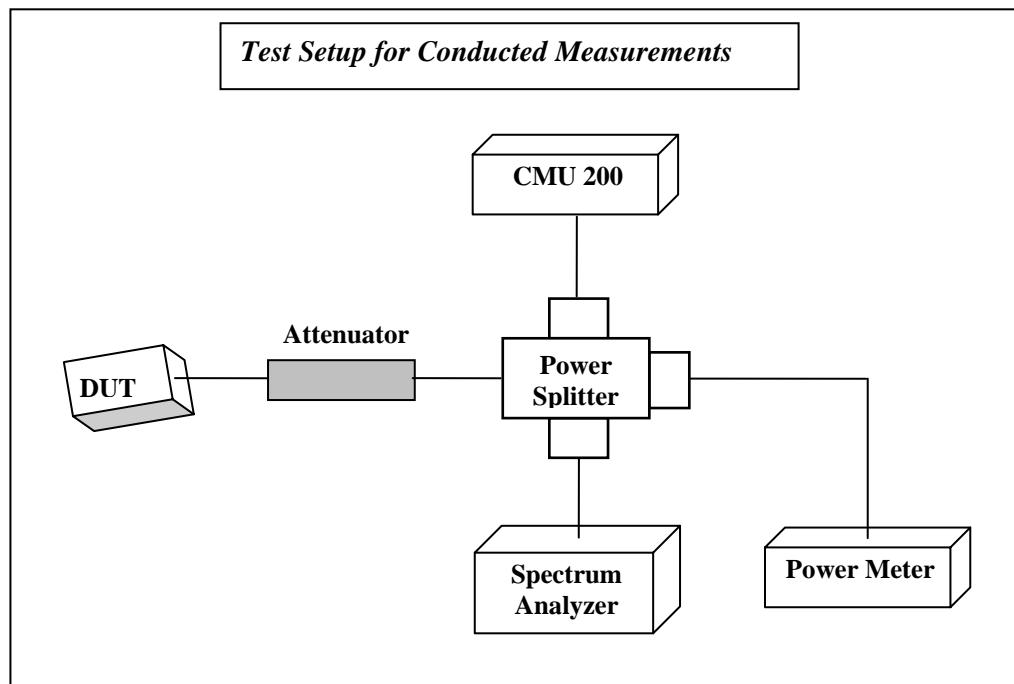 Test Setup for Conducted Measurements
CMU 200
Attenuator
DUT
Power
Splitter
Spectrum
Analyzer
Power Meter